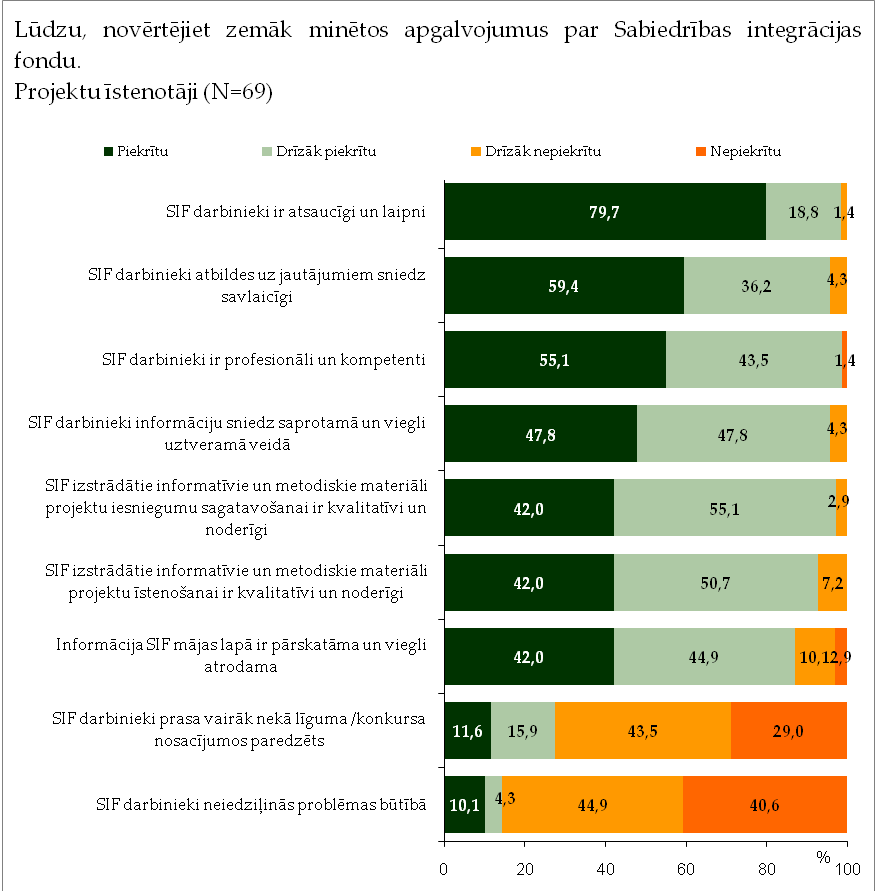 Lūdzu, novērtējiet zemāk minētos apgalvojumus par Sabiedrības integrācijas
fondu.
Projektu īstenotāji (N=69)
Piekrītu Drīzāk piekrītu Drīzāk nepiekrītu Nepiekrītu
SIF darbinieki ir atsaucīgi un laipni
79,7 18,8 1,4
SIF darbinieki atbildes uz jautājumiem sniedz
savlaicīgi
59,4 36,2 4,3
SIF darbinieki ir profesionāli un kompetenti
55,1 43,5 1,4
SIF darbinieki informāciju sniedz saprotamā un viegli
uztveramā veidā
47,8 47,8 4,3
SIF izstrādātie informatīvie un metodiskie materiāli
projektu iesniegumu sagatavošanai ir kvalitatīvi un
noderīgi
42,0 55,1 2,9
SIF izstrādātie informatīvie un metodiskie materiāli
projektu īstenošanai ir kvalitatīvi un noderīgi
42,0 50,7 7,2
Informācija SIF mājas lapā ir pārskatāma un viegli
atrodama
42,0 44,9 10,1 2,9
SIF darbinieki prasa vairāk nekā līguma /konkursa
nosacījumos paredzēts
11,6 15,9 43,5 29,0
SIF darbinieki neiedziļinās problēmas būtībā
10,1 4,3 44,9 40,6
%
0 20 40 60 80 100